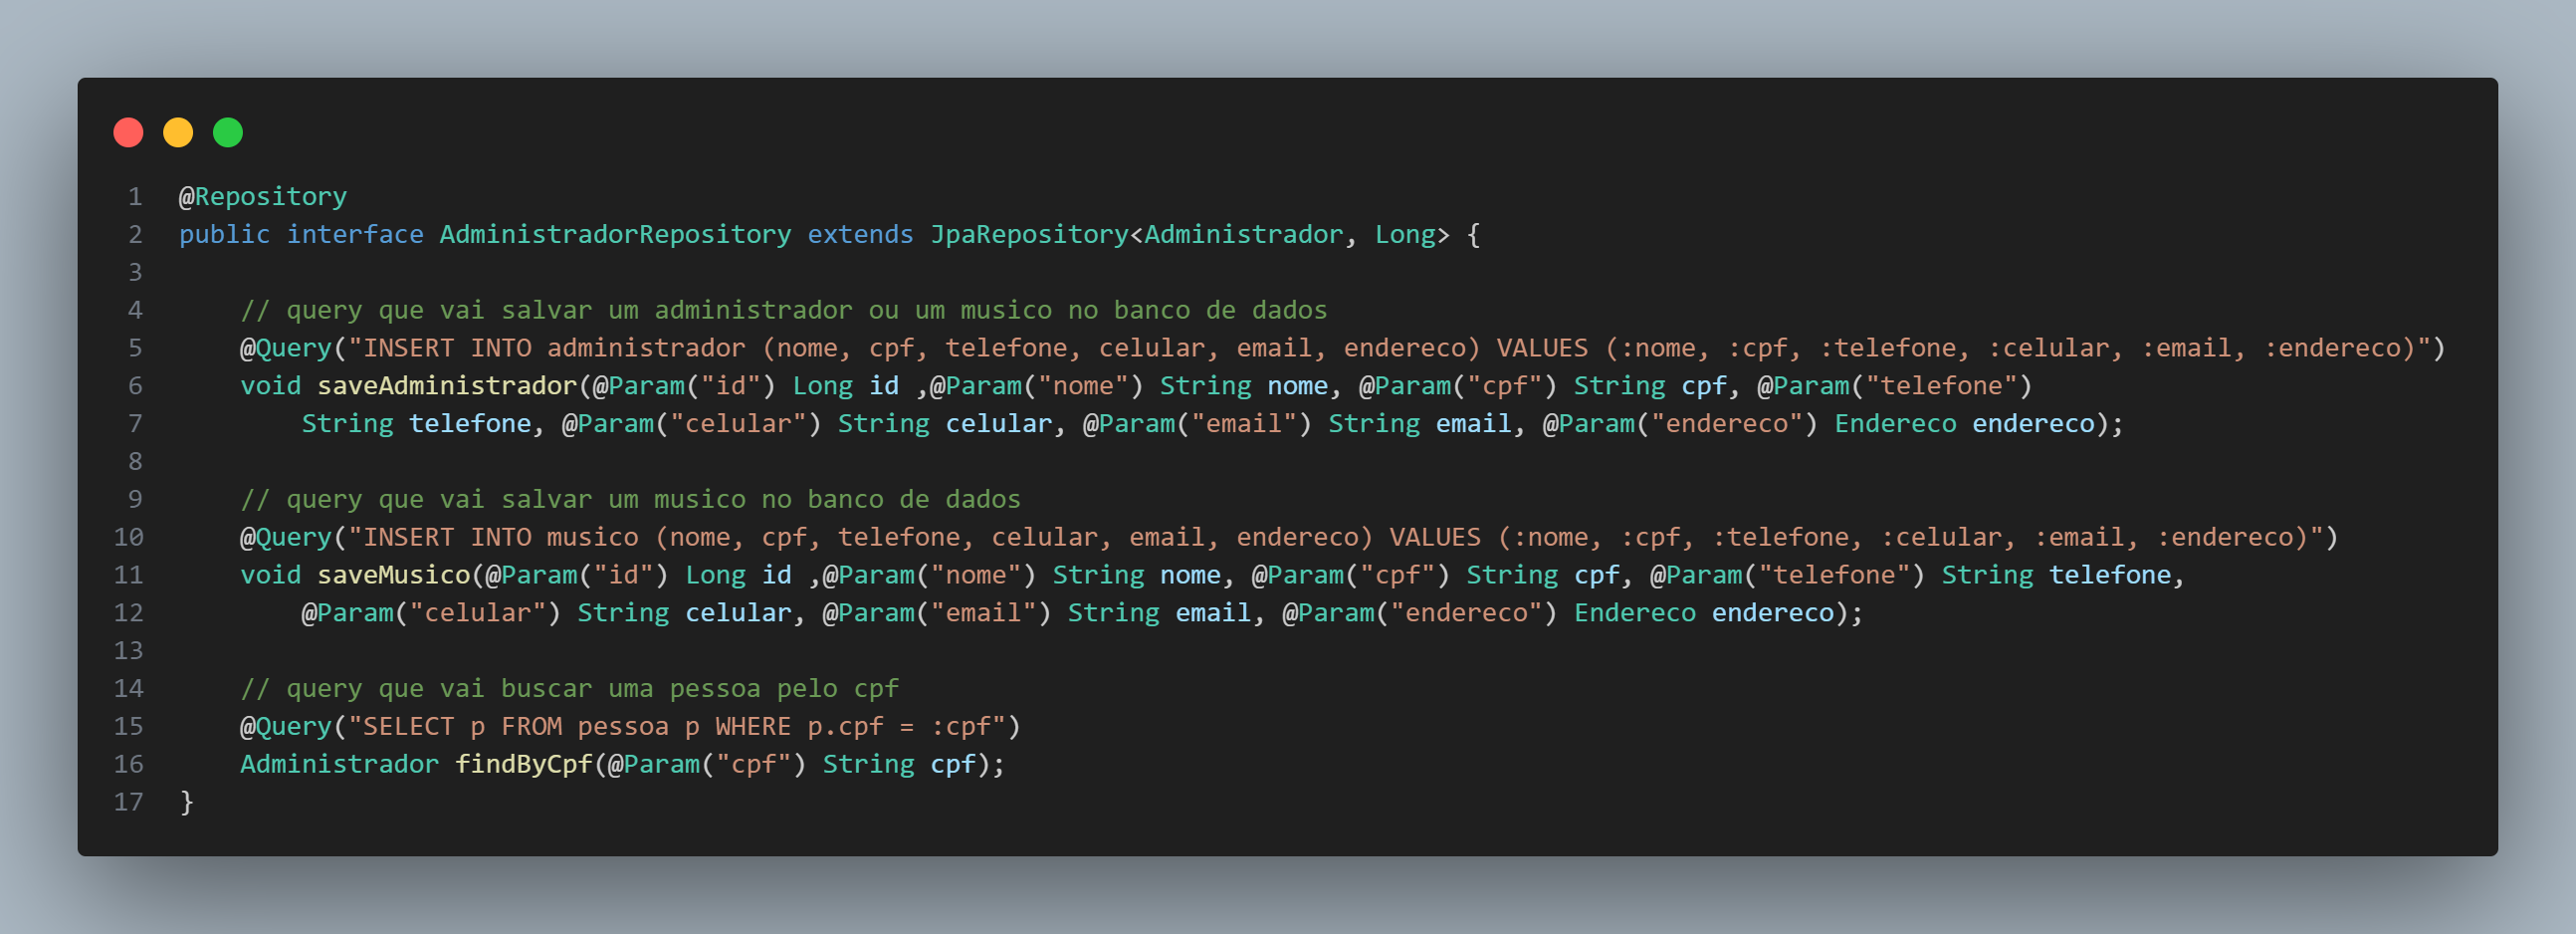 1 @Repository
2 public interface AdministradorRepository extends JpaRepository<Administrador, Long> {
3
4 // query que vai salvar um administrador ou um musico no banco de dados
5 @Query("INSERT INTO administrador (nome, cpf, telefone, celular, email, endereco) VALUES (:nome, :cpf, :telefone, :celular, :email, :endereco)")
6 void saveAdministrador(@Param("id") Long id ,@Param("nome") String nome, @Param("cpf") String cpf, @Param("telefone")
7 String telefone, @Param("celular") String celular, @Param("email") String email, @Param("endereco") Endereco endereco);
8
9 // query que vai salvar um musico no banco de dados
10 @Query("INSERT INTO musico (nome, cpf, telefone, celular, email, endereco) VALUES (:nome, :cpf, :telefone, :celular, :email, :endereco)")
11 void saveMusico(@Param("id") Long id ,@Param("nome") String nome, @Param("cpf") String cpf, @Param("telefone") String telefone,
12 @Param("celular") String celular, @Param("email") String email, @Param("endereco") Endereco endereco);
13
14 // query que vai buscar uma pessoa pelo cpf
15 @Query("SELECT p FROM pessoa p WHERE p.cpf = :cpf")
16 Administrador findByCpf(@Param("cpf") String cpf);
17 }